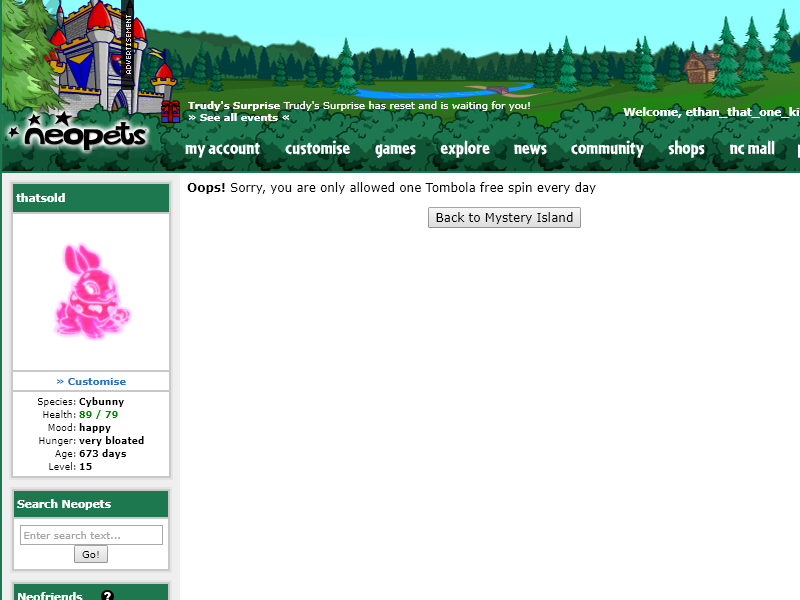 ADVERTISEMENT
Trudy's Surprise Trudy's Surprise has reset and is waiting for you!
» See all events «
Welcome, ethan_that_one_ki
neopets
my account customise games explore news community shops nc mall
thatsold
Oops! Sorry, you are only allowed one Tombola free spin every day
Back to Mystery Island
» Customise
Species: Cybunny
Health: 89 / 79
Mood: happy
Hunger: very bloated
Age: 673 days
Level: 15
Search Neopets
Enter search text...
Go!
Neofriends ?